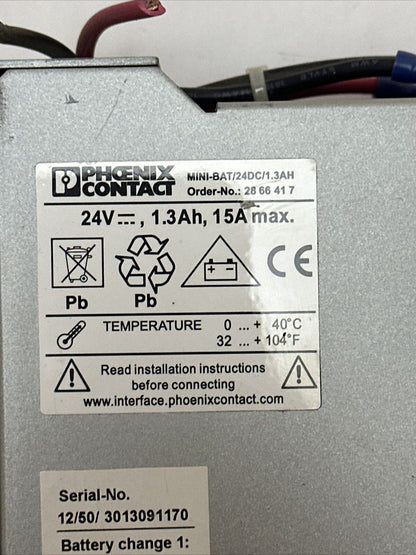 PHŒNIX
CONTACT
MINI-BAT/24DC/1.3AH
Order-No.: 28 66 41 7
24V ⎓, 1.3Ah, 15A max.
Pb Pb
CE
TEMPERATURE 0 ... + 40°C
32 ... + 104°F
Read installation instructions
before connecting
www.interface.phoenixcontact.com
Serial-No.
12/50/ 3013091170
Battery change 1: